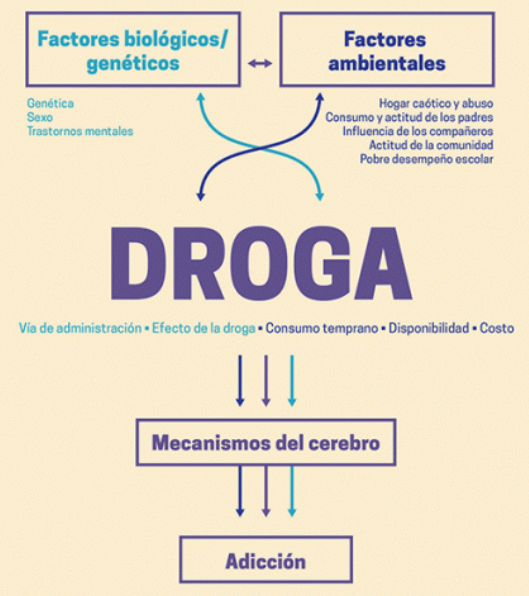 Factores biológicos/
genéticos
Factores
ambientales
Genética
Sexo
Trastornos mentales
Hogar caótico y abuso
Consumo y actitud de los padres
Influencia de los compañeros
Actitud de la comunidad
Pobre desempeño escolar
DROGA
Vía de administración ▪ Efecto de la droga ▪ Consumo temprano ▪ Disponibilidad ▪ Costo
Mecanismos del cerebro
Adicción